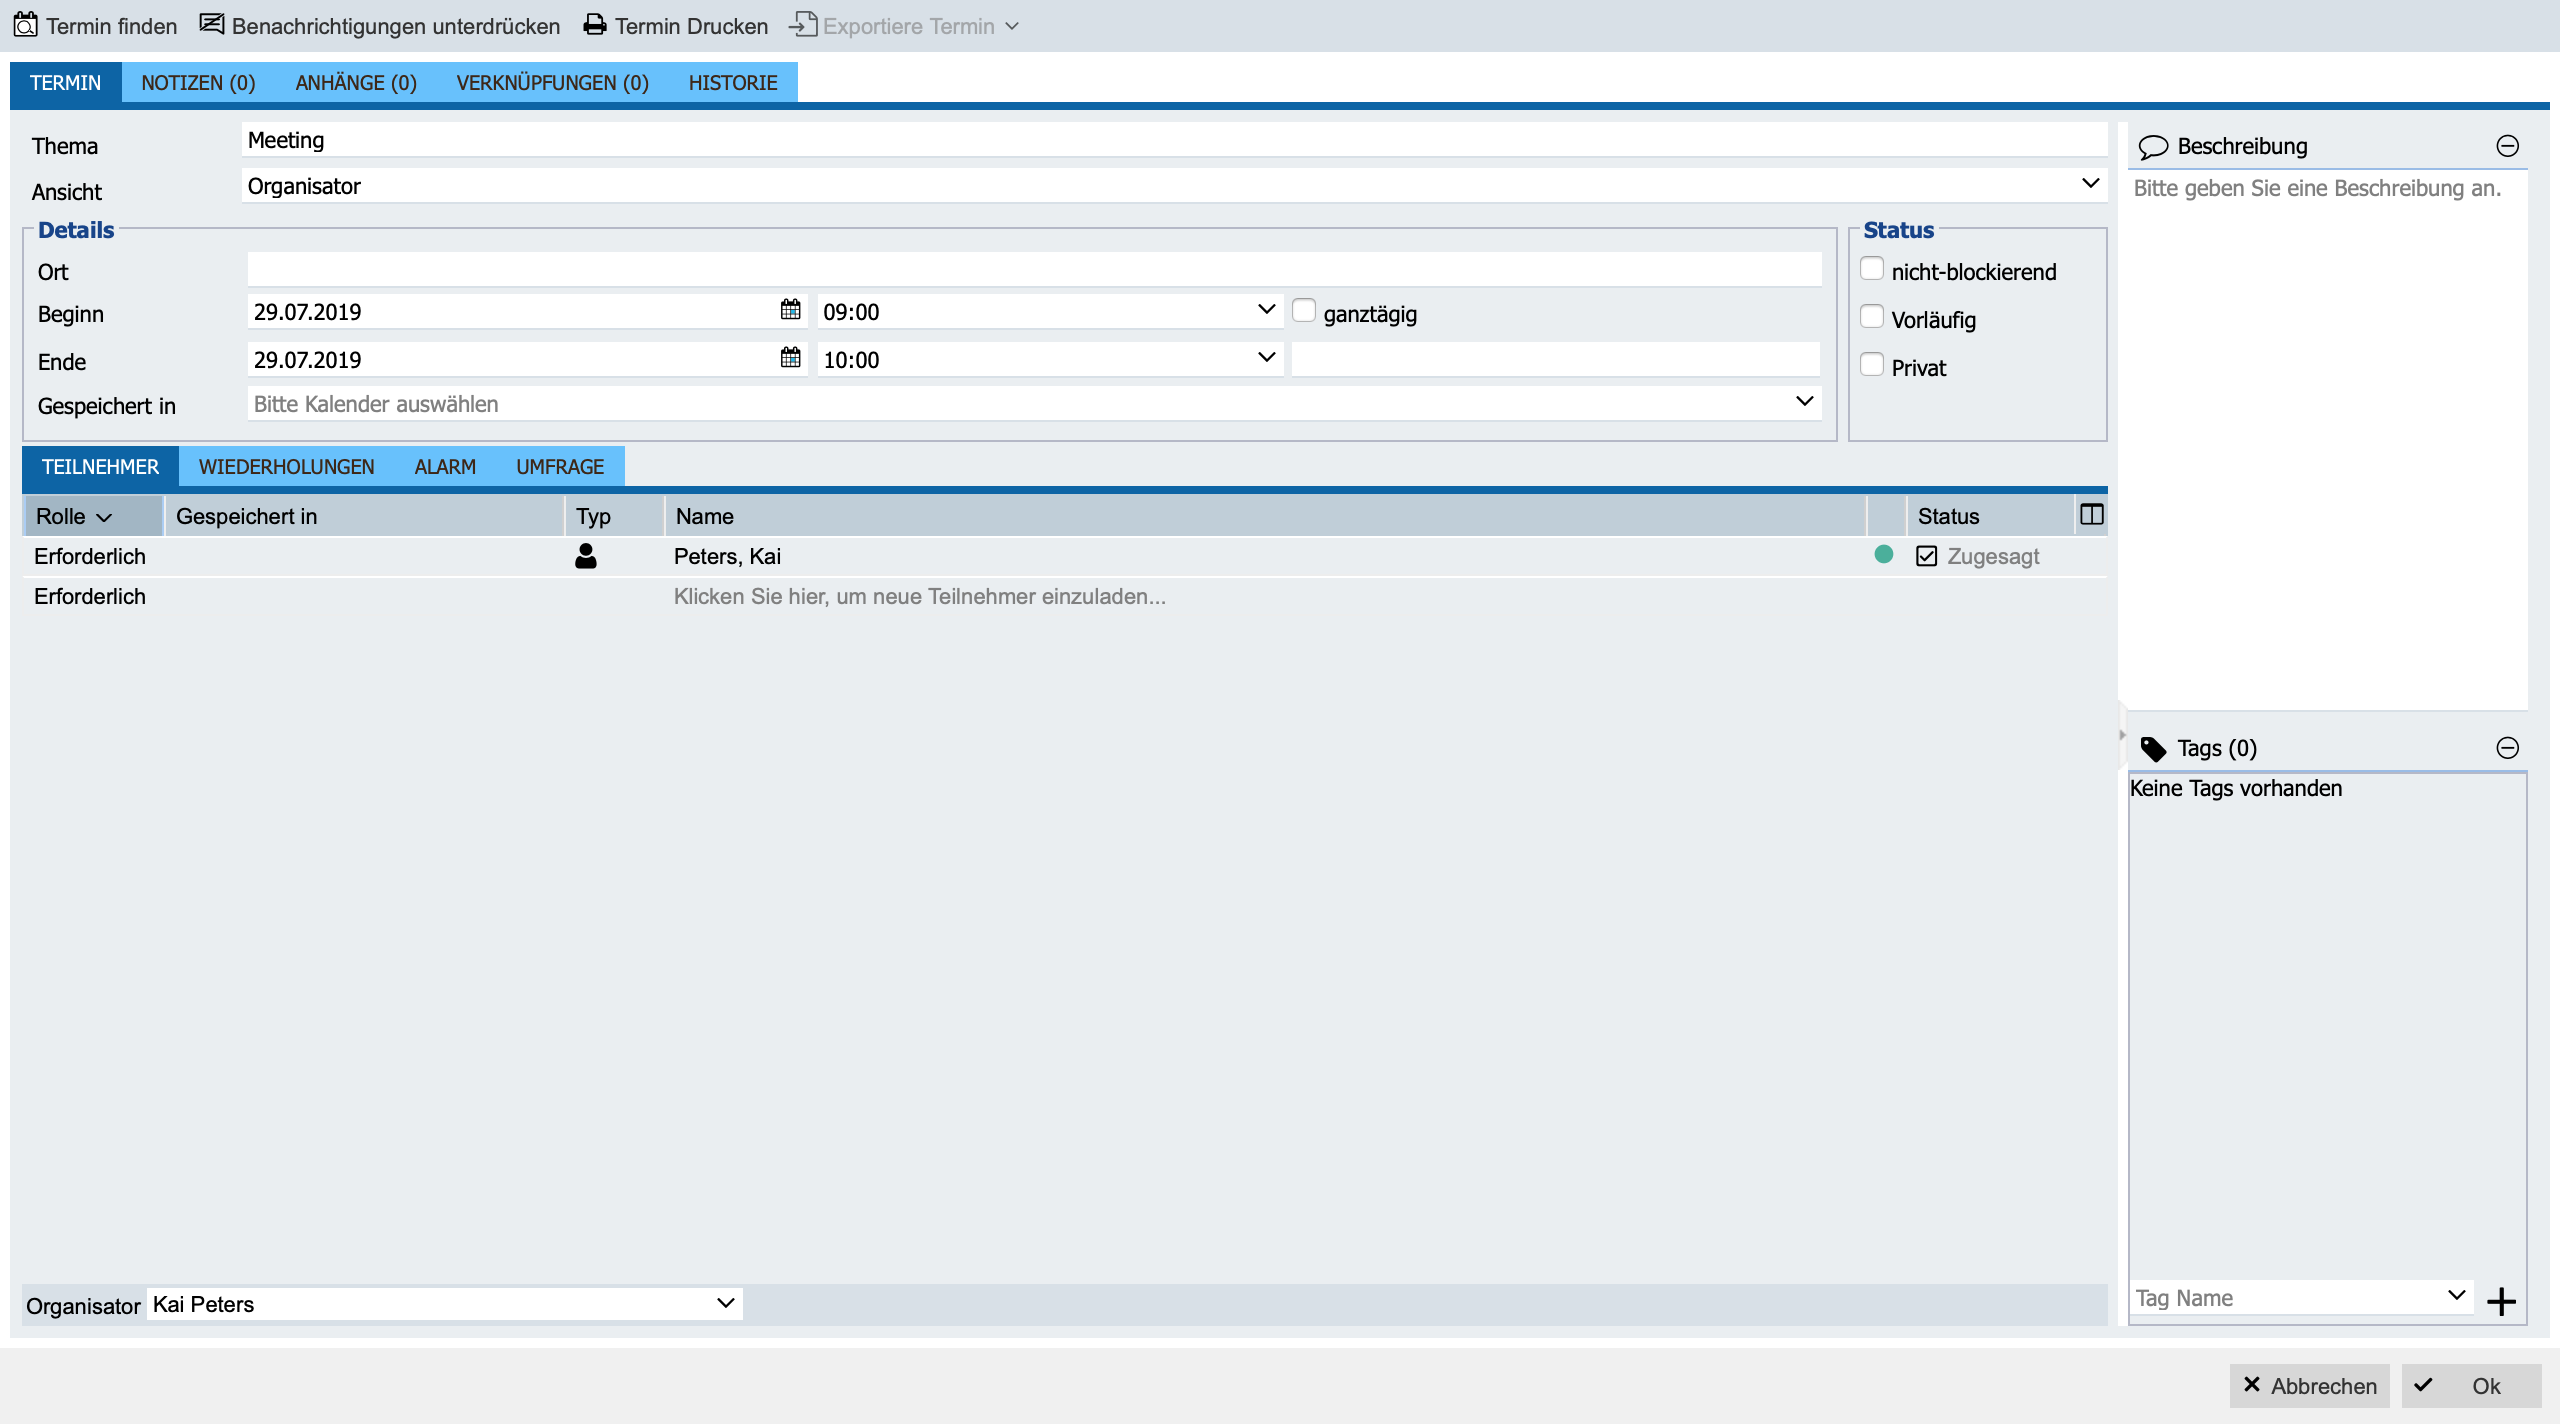 Termin finden Benachrichtigungen unterdrücken Termin Drucken Exportiere Termin
TERMIN NOTIZEN (0) ANHÄNGE (0) VERKNÜPFUNGEN (0) HISTORIE
Thema Meeting
Ansicht Organisator
Details
Ort
Beginn 29.07.2019 09:00 ganztägig
Ende 29.07.2019 10:00
Gespeichert in Bitte Kalender auswählen
Status
nicht-blockierend
Vorläufig
Privat
TEILNEHMER WIEDERHOLUNGEN ALARM UMFRAGE
Rolle Gespeichert in Typ Name Status
Erforderlich Peters, Kai Zugesagt
Erforderlich Klicken Sie hier, um neue Teilnehmer einzuladen...
Organisator Kai Peters
Beschreibung
Bitte geben Sie eine Beschreibung an.
Tags (0)
Keine Tags vorhanden
Tag Name
Abbrechen Ok